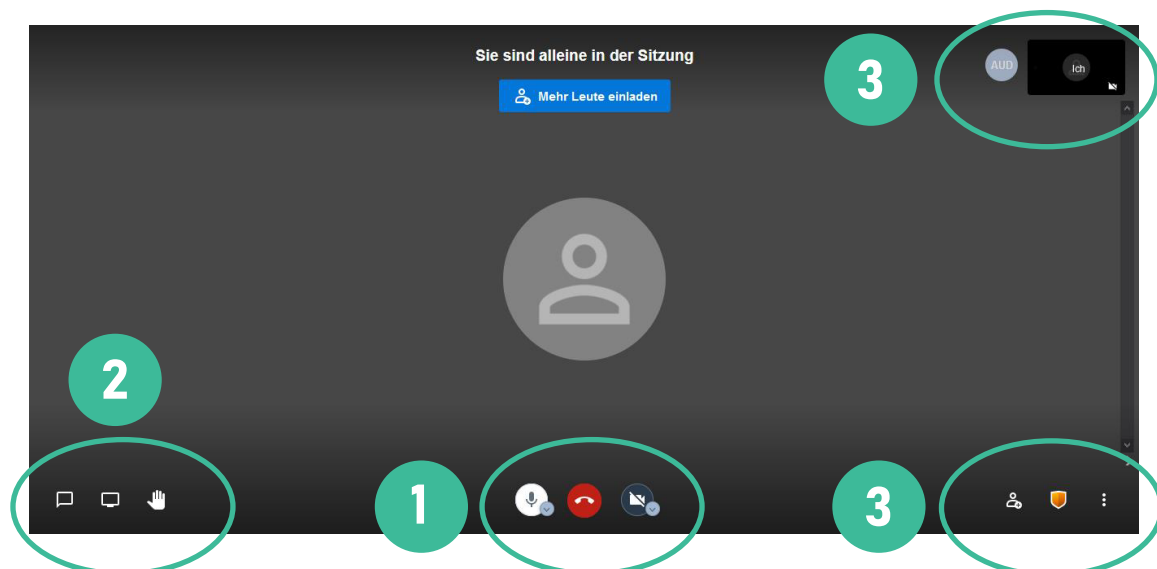 Sie sind alleine in der Sitzung
3
AUD
Ich
Mehr Leute einladen
2
1
3